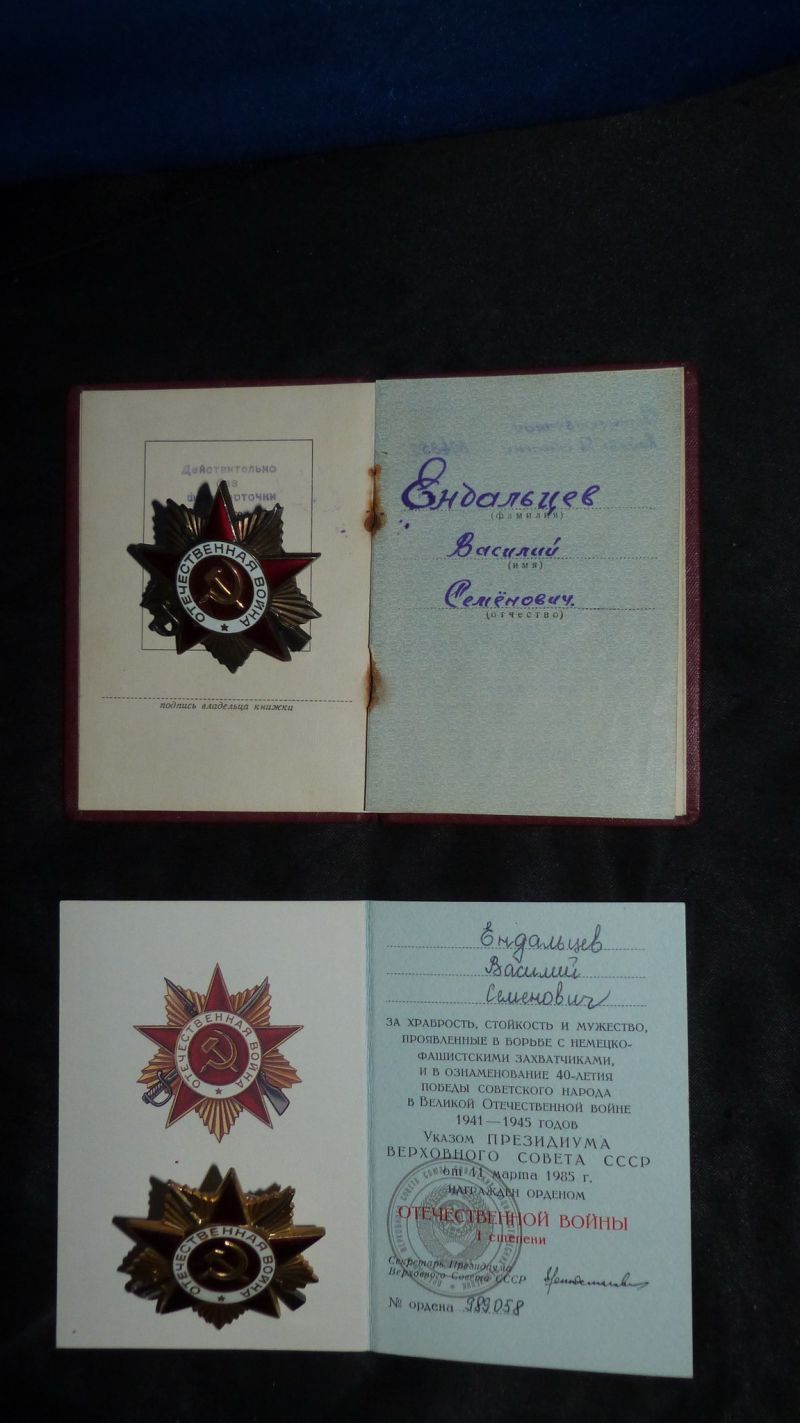 Действительно
без
фотокарточки
ОТЕЧЕСТВЕННАЯ ВОЙНА
подпись владельца книжки
Ендальцев
(фамилия)
Василий
(имя)
Семёнович.
(отчество)
ОТЕЧЕСТВЕННАЯ ВОЙНА
ОТЕЧЕСТВЕННАЯ ВОЙНА
Ендальцев
Василий
Семенович
ЗА ХРАБРОСТЬ, СТОЙКОСТЬ И МУЖЕСТВО,
ПРОЯВЛЕННЫЕ В БОРЬБЕ С НЕМЕЦКО-
ФАШИСТСКИМИ ЗАХВАТЧИКАМИ,
И В ОЗНАМЕНОВАНИЕ 40-ЛЕТИЯ
ПОБЕДЫ СОВЕТСКОГО НАРОДА
В ВЕЛИКОЙ ОТЕЧЕСТВЕННОЙ ВОЙНЕ
1941—1945 ГОДОВ
УКАЗОМ ПРЕЗИДИУМА
ВЕРХОВНОГО СОВЕТА СССР
от 11 марта 1985 г.
НАГРАЖДЕН ОРДЕНОМ
ОТЕЧЕСТВЕННОЙ ВОЙНЫ
I степени
Секретарь Президиума
Верховного Совета СССР
№ ордена 989058